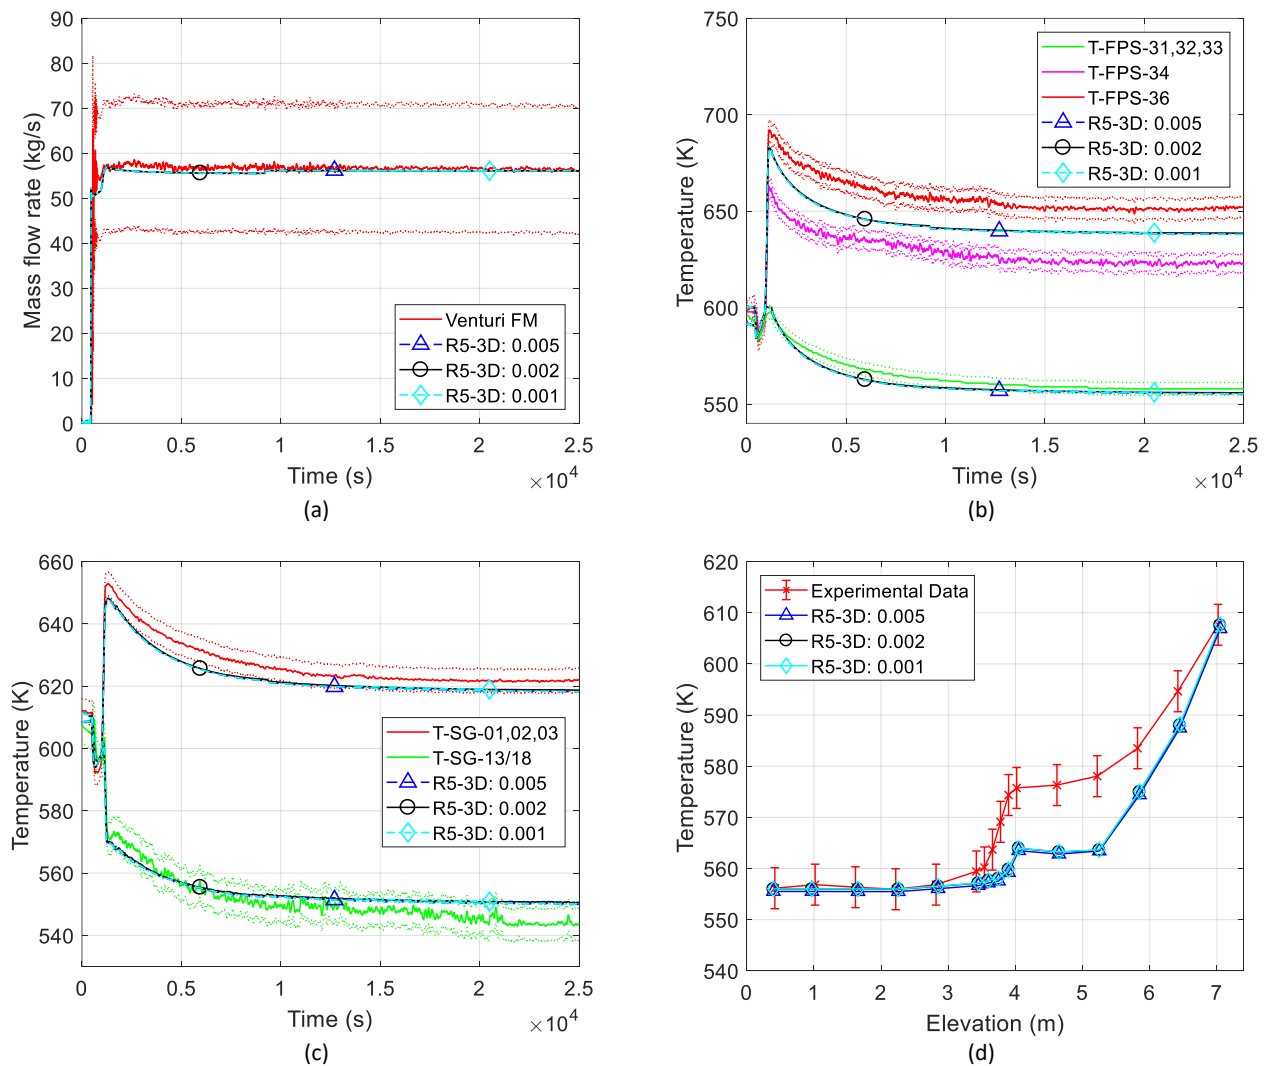 90
80
70
60
50
40
30
20
10
0
Mass flow rate (kg/s)
Venturi FM
R5-3D: 0.005
R5-3D: 0.002
R5-3D: 0.001
0 0.5 1 1.5 2 2.5
Time (s)
×10⁴
(a)
750
700
650
600
550
Temperature (K)
T-FPS-31,32,33
T-FPS-34
T-FPS-36
R5-3D: 0.005
R5-3D: 0.002
R5-3D: 0.001
0 0.5 1 1.5 2 2.5
Time (s)
×10⁴
(b)
660
640
620
600
580
560
540
Temperature (K)
T-SG-01,02,03
T-SG-13/18
R5-3D: 0.005
R5-3D: 0.002
R5-3D: 0.001
0 0.5 1 1.5 2 2.5
Time (s)
×10⁴
(c)
620
610
600
590
580
570
560
550
540
Temperature (K)
Experimental Data
R5-3D: 0.005
R5-3D: 0.002
R5-3D: 0.001
0 1 2 3 4 5 6 7
Elevation (m)
(d)